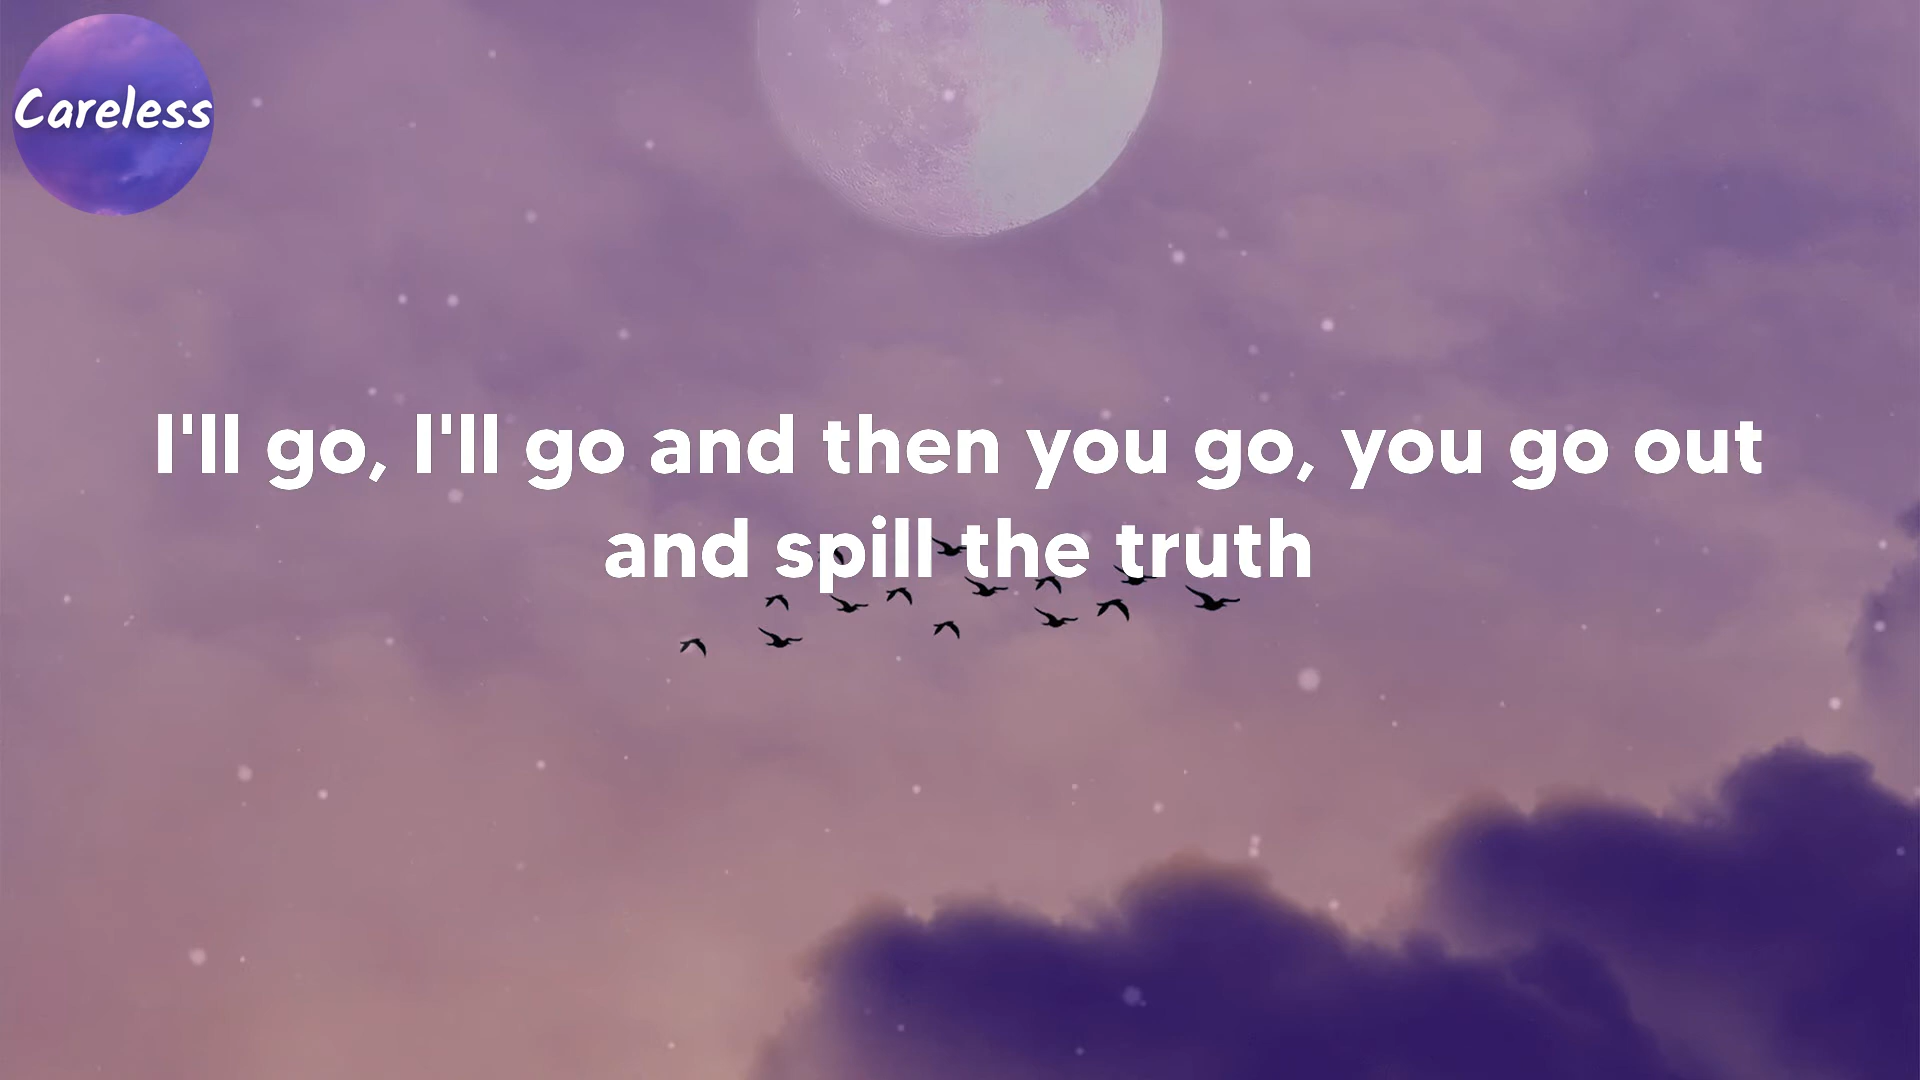 Careless
I'll go, I'll go and then you go, you go out
and spill the truth